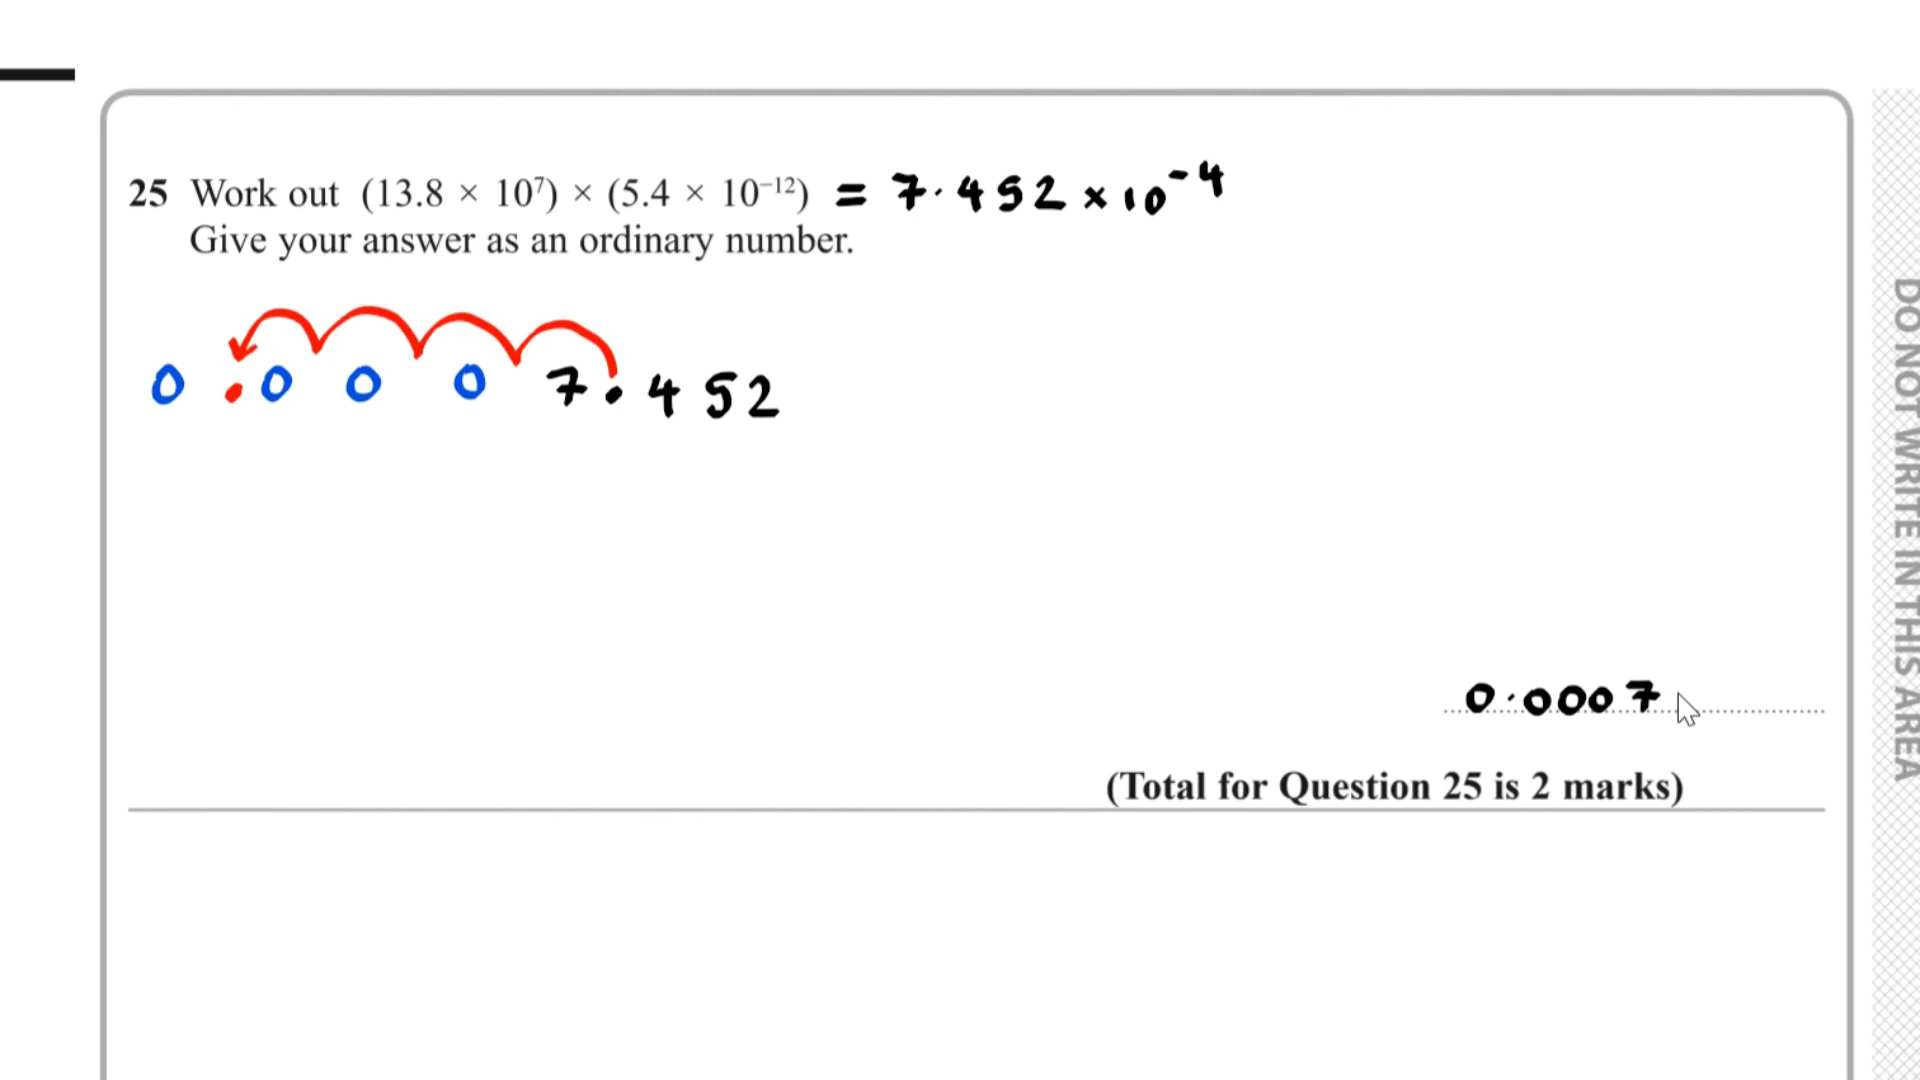 25 Work out (13.8 × 10⁷) × (5.4 × 10⁻¹²) = 7.452 × 10⁻⁴
Give your answer as an ordinary number.
0.0007.452
0.0007
(Total for Question 25 is 2 marks)
DO NOT WRITE IN THIS AREA